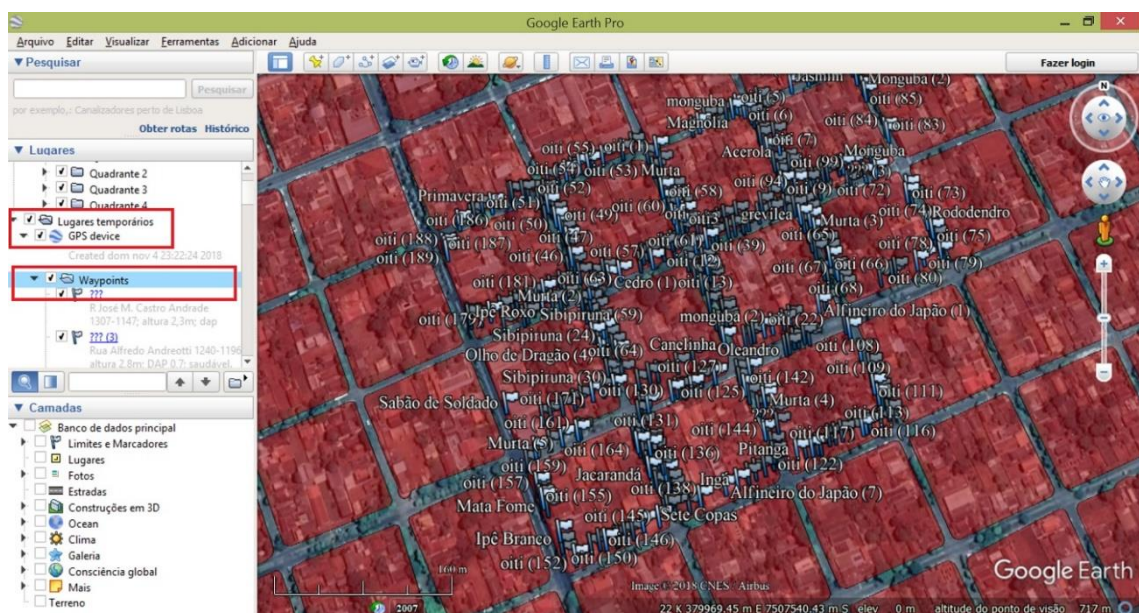 Google Earth Pro
Arquivo Editar Visualizar Ferramentas Adicionar Ajuda
Pesquisar
Pesquisar
por exemplo,: Canalizadores perto de Lisboa
Obter rotas Histórico
Lugares
Quadrante 2
Quadrante 3
Quadrante 4
Lugares temporários
GPS device
Created dom nov 4 23:22:24 2018
Waypoints
???
R José M. Castro Andrade
1307-1147; altura 2,3m; dap
??? (3)
Rua Alfredo Andreotti 1240-1196
altura 2.8m; DAP 0.7; saudável.
Camadas
Banco de dados principal
Limites e Marcadores
Lugares
Fotos
Estradas
Construções em 3D
Ocean
Clima
Galeria
Consciência global
Mais
Terreno
Fazer login
N
Jasmim Monguba (2)
monguba oiti (5) oiti (85)
Magnólia oiti (6) oiti (84) oiti (83)
oiti (7)
oiti (55) oiti (1) Acerola Monguba
oiti (54) oiti (53) Murta oiti (99) ??? (3)
oiti (52) oiti (58) oiti (94) oiti (9) oiti (72) oiti (73)
Primavera oiti (51) oiti (60)
oiti (186) oiti (50) oiti (49) oiti3 grevilea Murta (3) oiti (74) Rododendro
oiti (188) oiti (187) oiti (47) oiti (61) oiti (39) oiti (65) oiti (78) oiti (75)
oiti (189) oiti (46) oiti (57) oiti (12) oiti (67) oiti (66) oiti (79)
oiti (181) oiti (63) Cedro (1) oiti (13) oiti (68) oiti (80)
Murta (2)
oiti (179) Ipê Roxo Sibipiruna (59) monguba (2) oiti (22) Alfineiro do Japão (1)
Sibipiruna (24) Canelinha Oleandro oiti (108)
Olho de Dragão (4) oiti (64) oiti (127) oiti (109)
Sibipiruna (30) oiti (130) oiti (125) oiti (142) oiti (111)
Sabão de Soldado oiti (171) Murta (4)
oiti (161) oiti (131) ??? oiti (113)
Murta (5) oiti (164) oiti (144) oiti (117) oiti (116)
oiti (159) oiti (136) Pitanga
oiti (157) Jacarandá Ingá oiti (122)
oiti (155) oiti (138) Alfineiro do Japão (7)
Mata Fome oiti (145) Sete Copas
Ipê Branco oiti (146)
oiti (152) oiti (150)
160 m
Image © 2018 CNES / Airbus
Google Earth
2007
22 K 379969.45 m E 7507540.43 m S elev 0 m altitude do ponto de visão 717 m